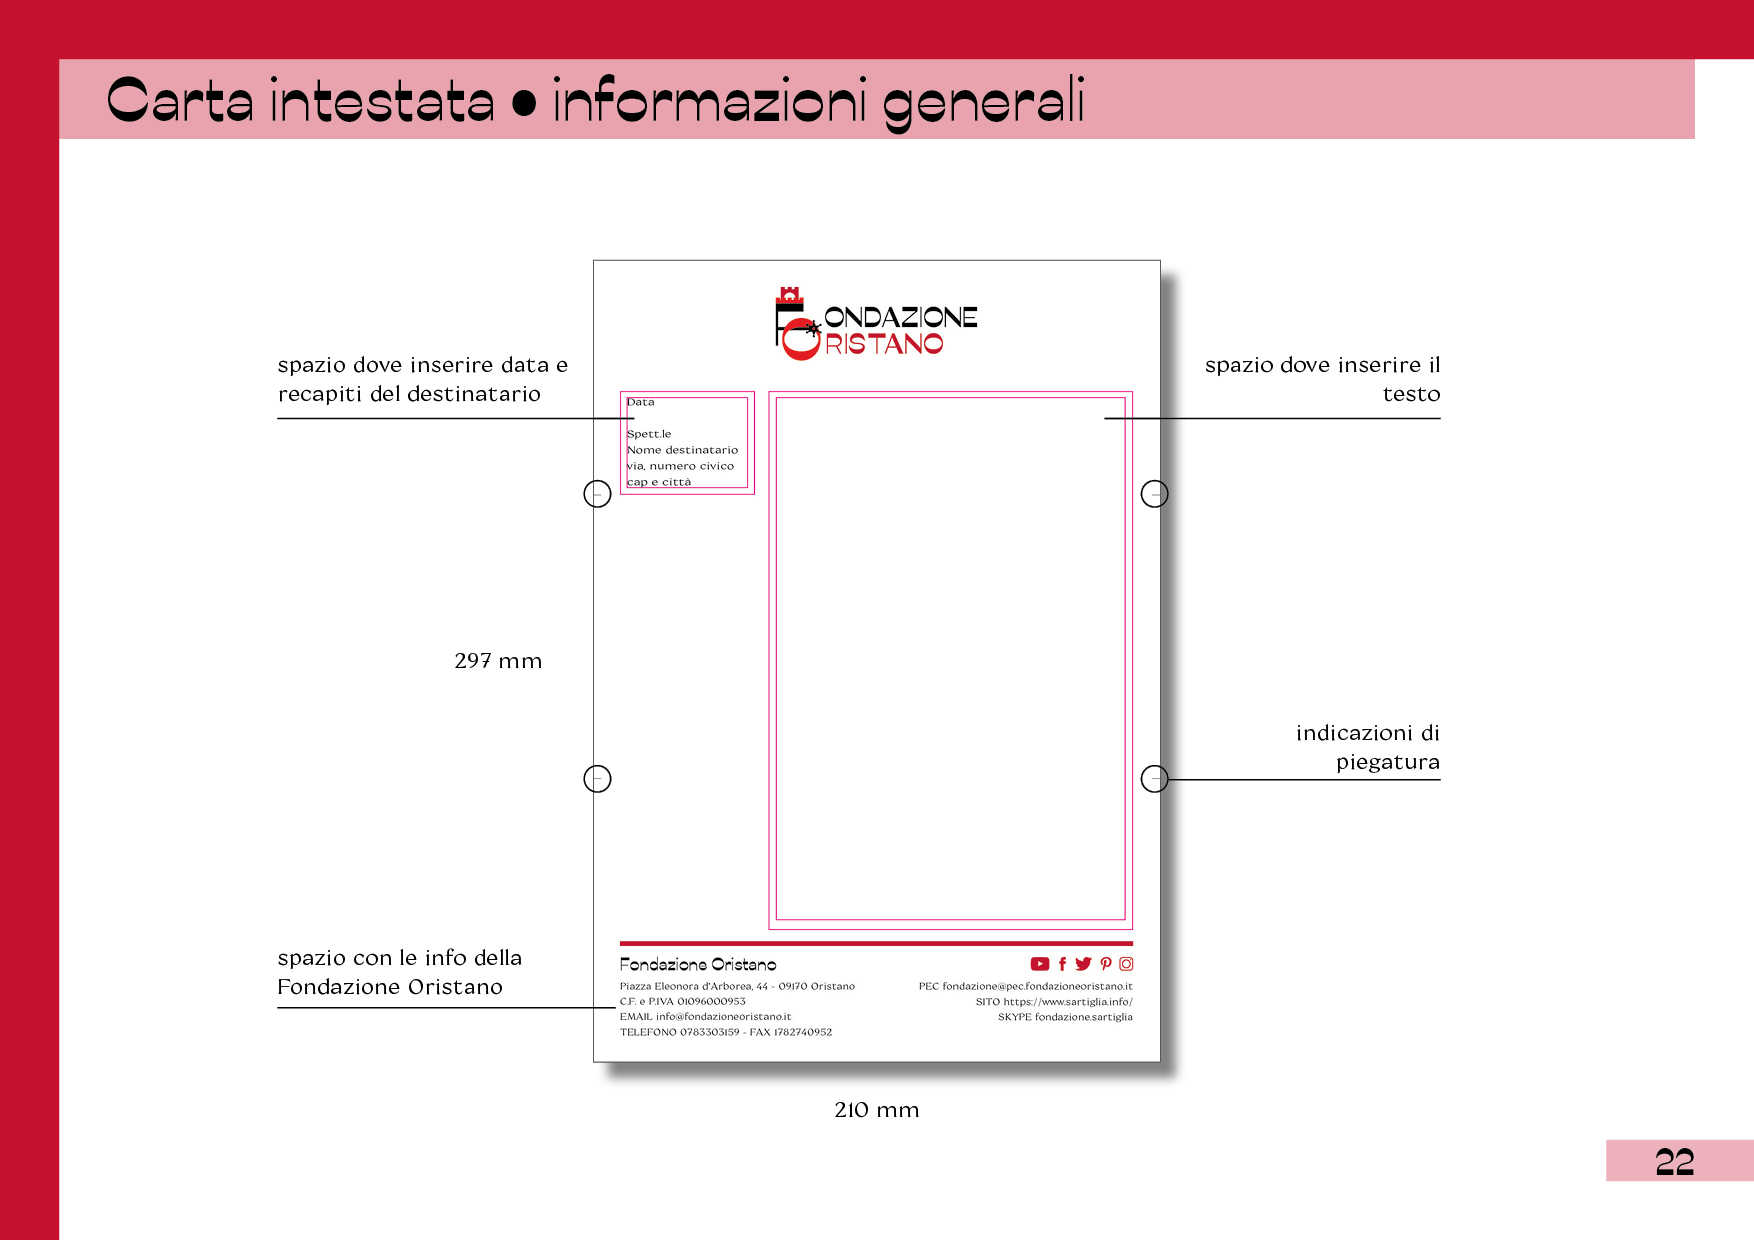 Carta intestata • informazioni generali
FONDAZIONE
ORISTANO
spazio dove inserire data e
recapiti del destinatario
spazio dove inserire il
testo
Data
Spett.le
Nome destinatario
via, numero civico
cap e città
297 mm
indicazioni di
piegatura
spazio con le info della
Fondazione Oristano
Fondazione Oristano
Piazza Eleonora d'Arborea, 44 - 09170 Oristano
C.F. e P.IVA 01096000953
EMAIL info@fondazioneoristano.it
TELEFONO 0783303159 - FAX 1782740952
PEC fondazione@pec.fondazioneoristano.it
SITO https://www.sartiglia.info/
SKYPE fondazione.sartiglia
210 mm
22